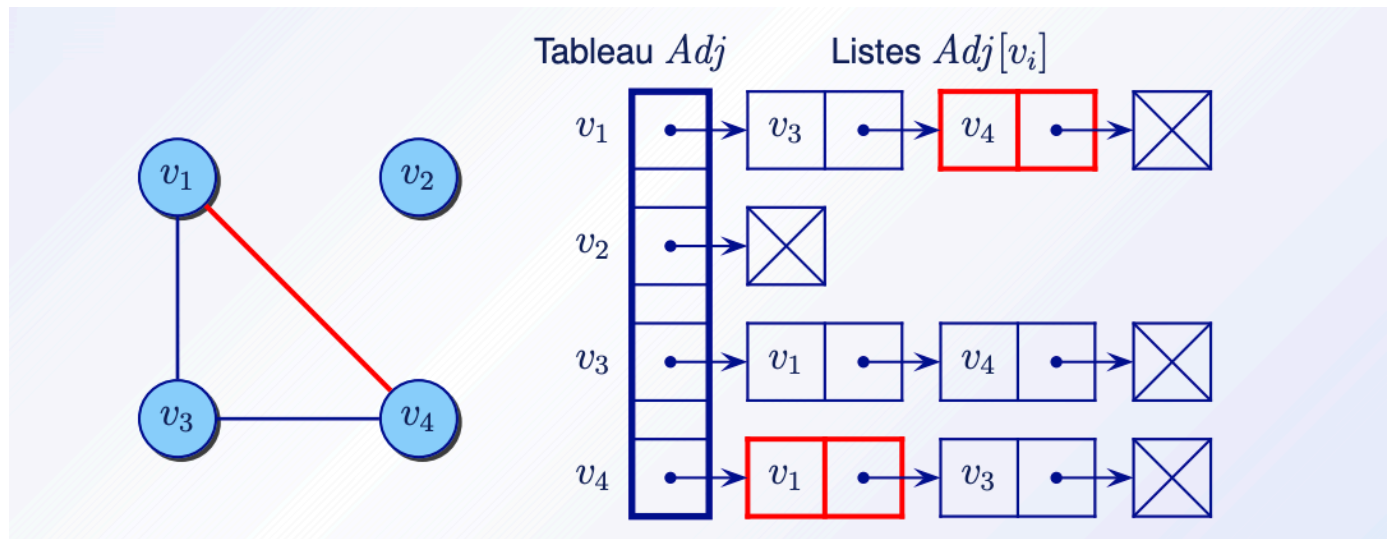 Tableau Adj Listes Adj[v_i]
v_1 v_3 v_4
v_1 v_2
v_2
v_3 v_1 v_4
v_3 v_4
v_4 v_1 v_3